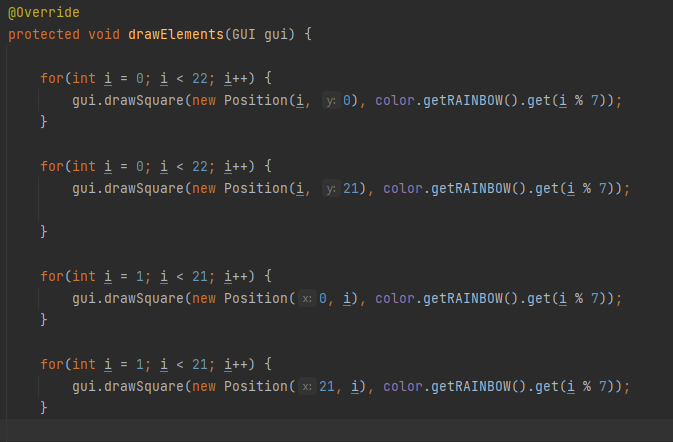 @Override
protected void drawElements(GUI gui) {
for(int i = 0; i < 22; i++) {
gui.drawSquare(new Position(i, y: 0), color.getRAINBOW().get(i % 7));
}
for(int i = 0; i < 22; i++) {
gui.drawSquare(new Position(i, y: 21), color.getRAINBOW().get(i % 7));
}
for(int i = 1; i < 21; i++) {
gui.drawSquare(new Position( x: 0, i), color.getRAINBOW().get(i % 7));
}
for(int i = 1; i < 21; i++) {
gui.drawSquare(new Position( x: 21, i), color.getRAINBOW().get(i % 7));
}